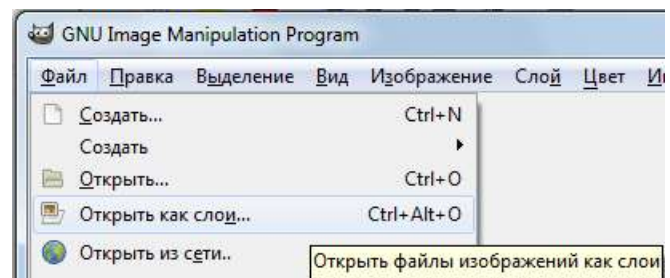 GNU Image Manipulation Program
Файл Правка Выделение Вид Изображение Слой Цвет
Создать... Ctrl+N
Создать
Открыть... Ctrl+O
Открыть как слои... Ctrl+Alt+O
Открыть из сети..
Открыть файлы изображений как слои